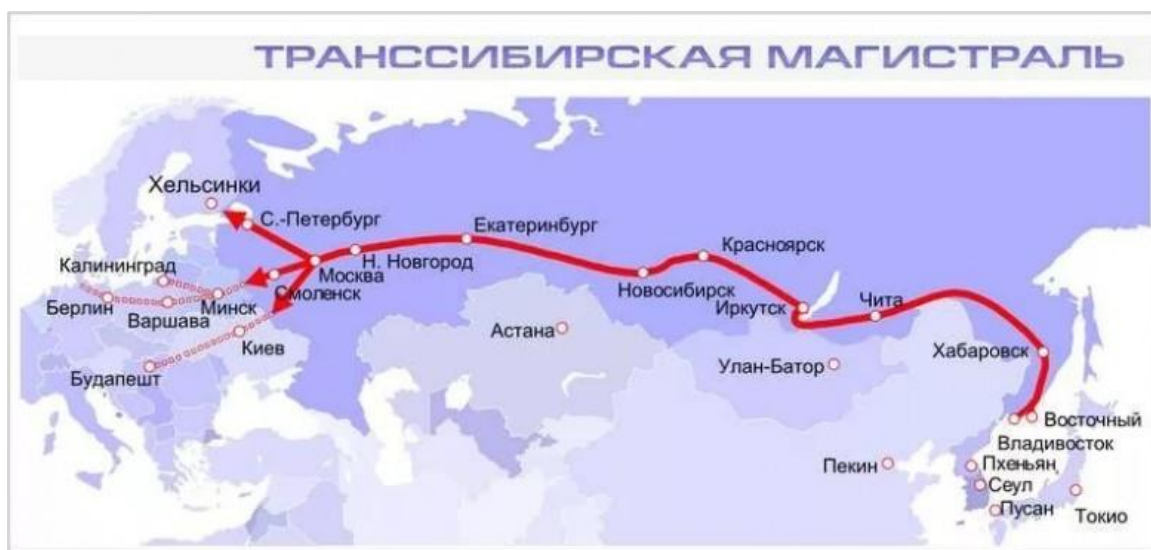 ТРАНССИБИРСКАЯ МАГИСТРАЛЬ
Хельсинки
С.-Петербург
Екатеринбург
Красноярск
Калининград
Москва
Н. Новгород
Смоленск
Новосибирск
Иркутск
Чита
Берлин
Варшава
Минск
Астана
Киев
Хабаровск
Улан-Батор
Будапешт
Восточный
Владивосток
Пекин
Пхеньян
Сеул
Пусан
Токио